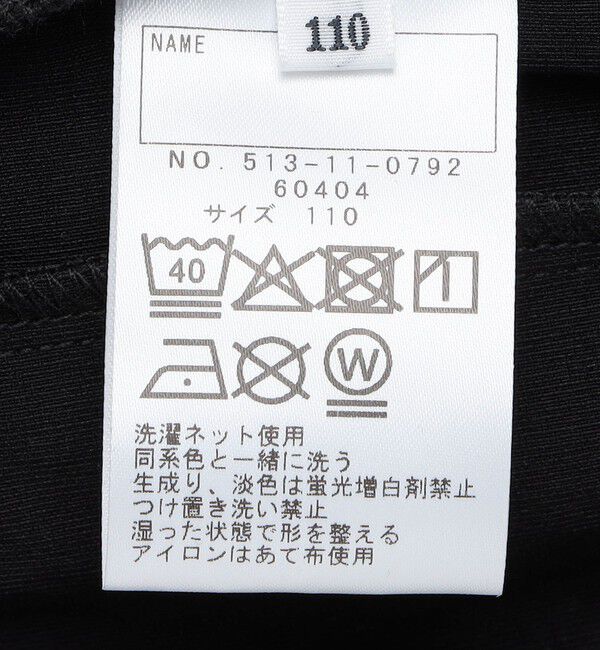 110
NAME
NO. 513-11-0792
60404
サイズ 110
40
W
洗濯ネット使用
同系色と一緒に洗う
生成り、淡色は蛍光増白剤禁止
つけ置き洗い禁止
湿った状態で形を整える
アイロンはあて布使用